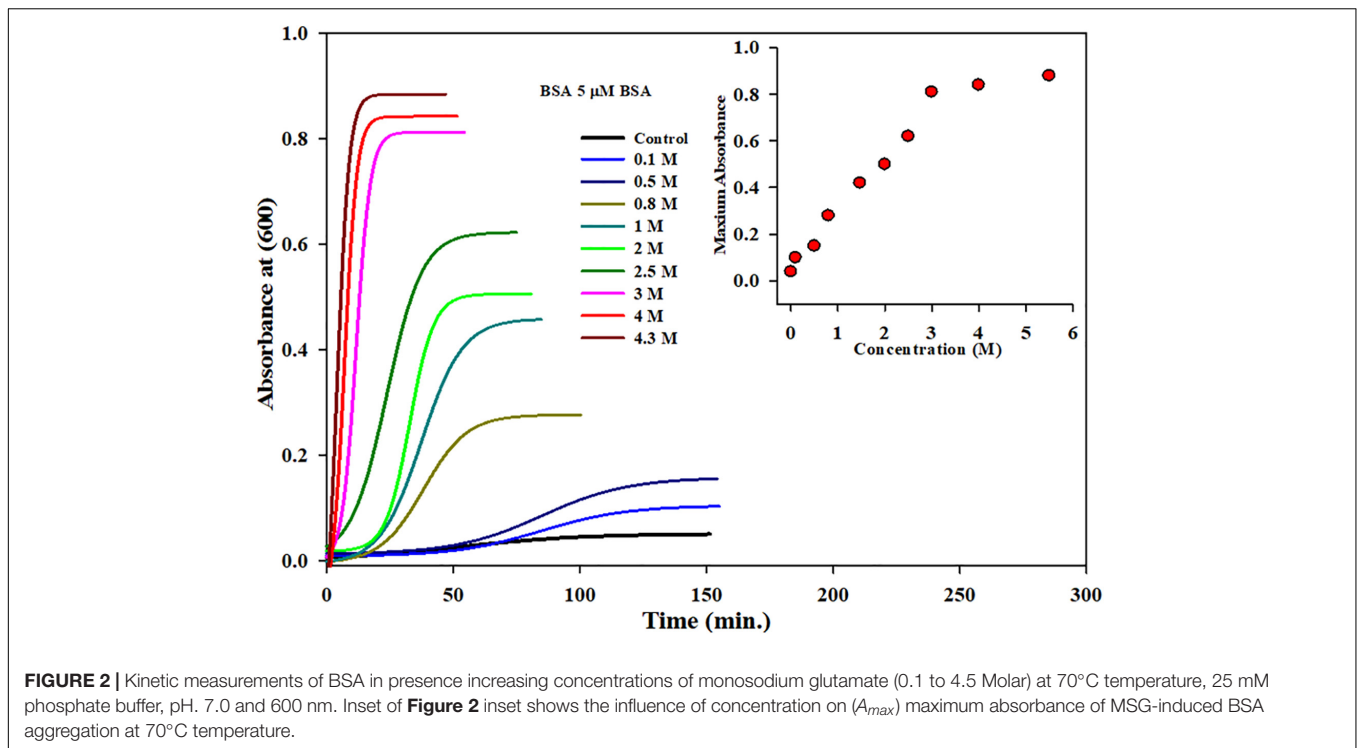 1.0
0.8
0.6
0.4
0.2
0.0
Absorbance at (600)
0
50
100
150
200
250
300
Time (min.)
BSA 5 µM BSA
Control
0.1 M
0.5 M
0.8 M
1 M
2 M
2.5 M
3 M
4 M
4.3 M
1.0
0.8
0.6
0.4
0.2
0.0
Maxium Absorbance
0 1 2 3 4 5 6
Concentration (M)
FIGURE 2 | Kinetic measurements of BSA in presence increasing concentrations of monosodium glutamate (0.1 to 4.5 Molar) at 70°C temperature, 25 mM
phosphate buffer, pH. 7.0 and 600 nm. Inset of Figure 2 inset shows the influence of concentration on (Amax) maximum absorbance of MSG-induced BSA
aggregation at 70°C temperature.